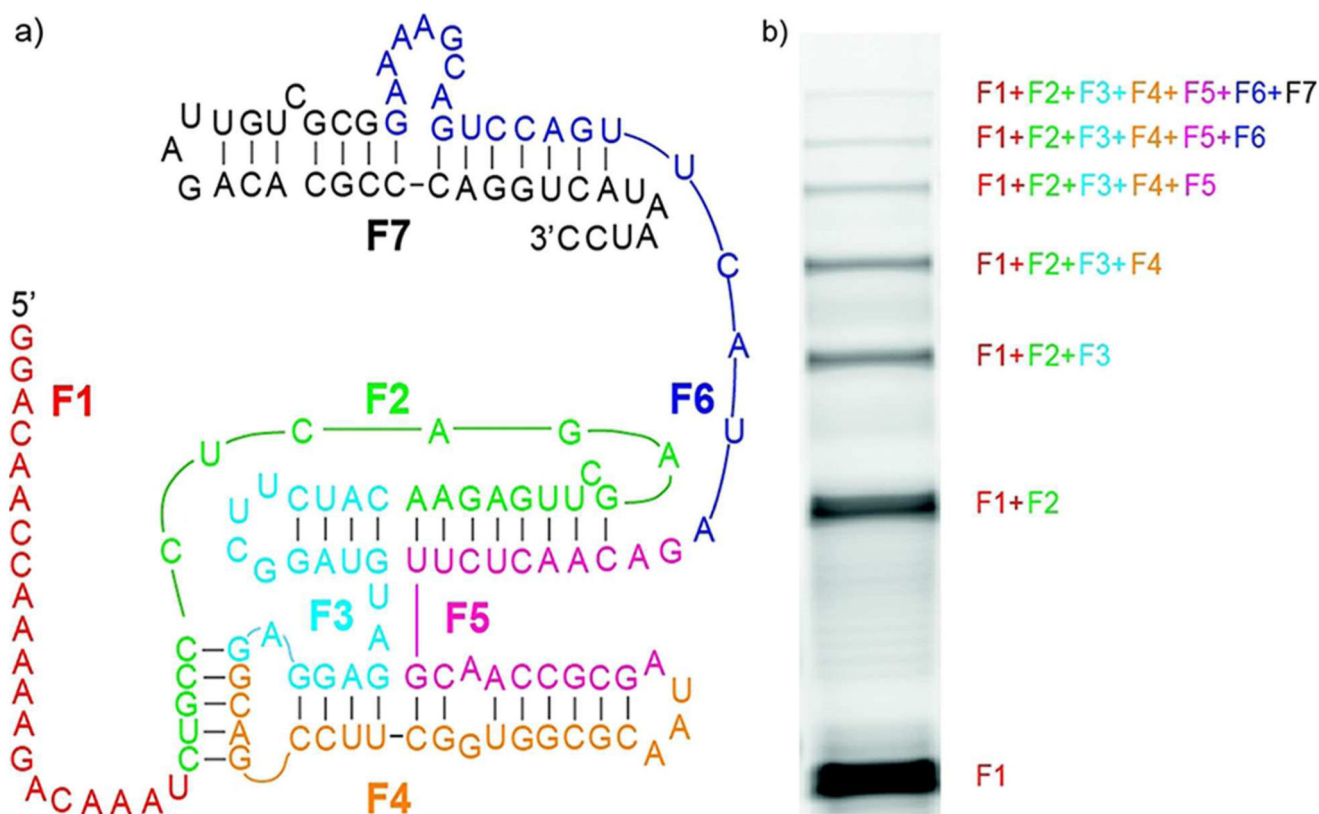 a)
A A A A A G C A
A U U G U C G C G G G U C C A G U U C A U A
G A C A C G C C – C A G G U C A U A
F7
3’CCUAA
5’
G G A C A A C C A A A A A G A C A A A U
F1
F2
F6
C C U C A G A C G
U U C U A C A A G A G U U G
C G G A U G U U C U C A A C A G
U A
F3
F5
C C G U C
G A G G A G G C A A C C G C G A
G C A G C C U U – C G G U G G C G C A A U
F4
b)
F1+F2+F3+F4+F5+F6+F7
F1+F2+F3+F4+F5+F6
F1+F2+F3+F4+F5
F1+F2+F3+F4
F1+F2+F3
F1+F2
F1